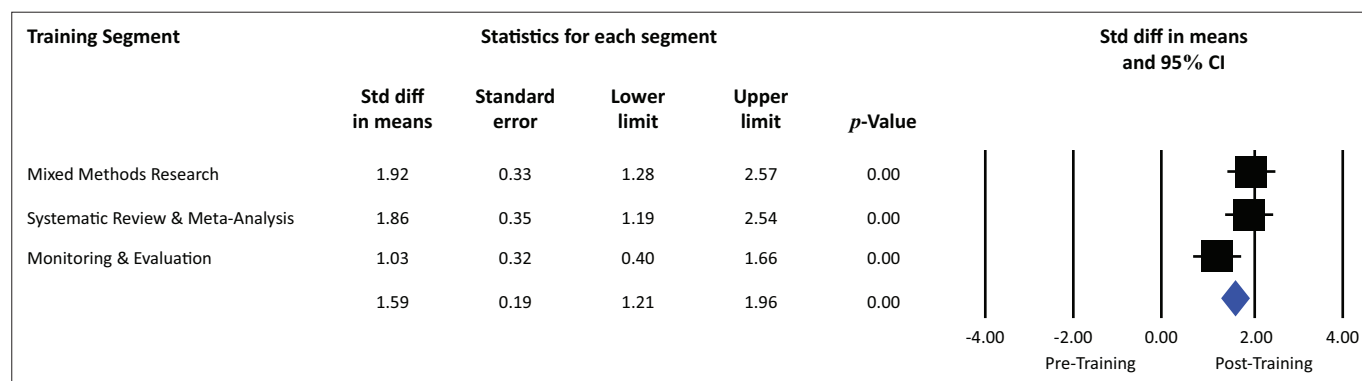 Training Segment Statistics for each segment Std diff in means
and 95% CI
Std diff Standard Lower Upper
in means error limit limit p-Value
Mixed Methods Research 1.92 0.33 1.28 2.57 0.00
Systematic Review & Meta-Analysis 1.86 0.35 1.19 2.54 0.00
Monitoring & Evaluation 1.03 0.32 0.40 1.66 0.00
1.59 0.19 1.21 1.96 0.00
-4.00 -2.00 0.00 2.00 4.00
Pre-Training Post-Training